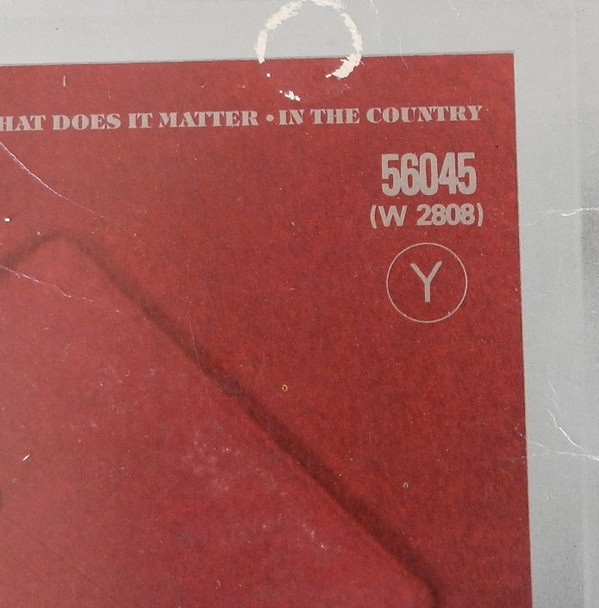 HAT DOES IT MATTER • IN THE COUNTRY
56045
(W 2808)
Y